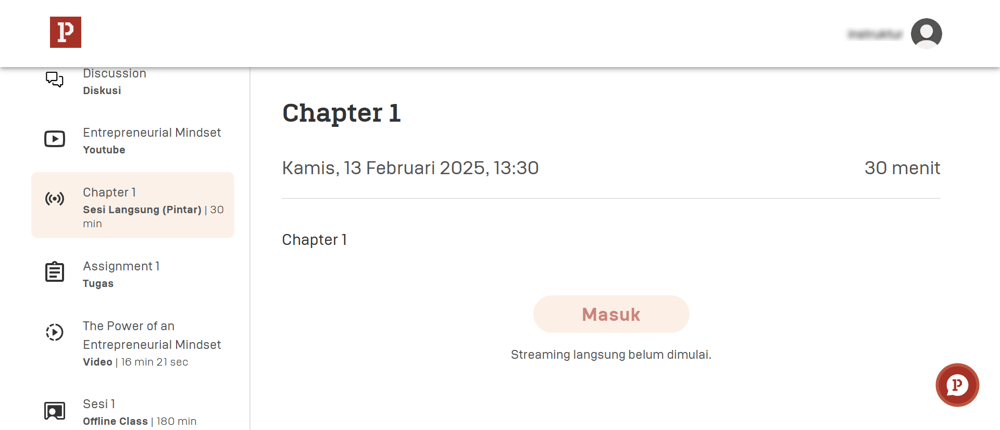 P
Discussion
Diskusi
Entrepreneurial Mindset
Youtube
Chapter 1
Sesi Langsung (Pintar) | 30
min
Assignment 1
Tugas
The Power of an
Entrepreneurial Mindset
Video | 16 min 21 sec
Sesi 1
Offline Class | 180 min
Chapter 1
Kamis, 13 Februari 2025, 13:30
30 menit
Chapter 1
Masuk
Streaming langsung belum dimulai.
P